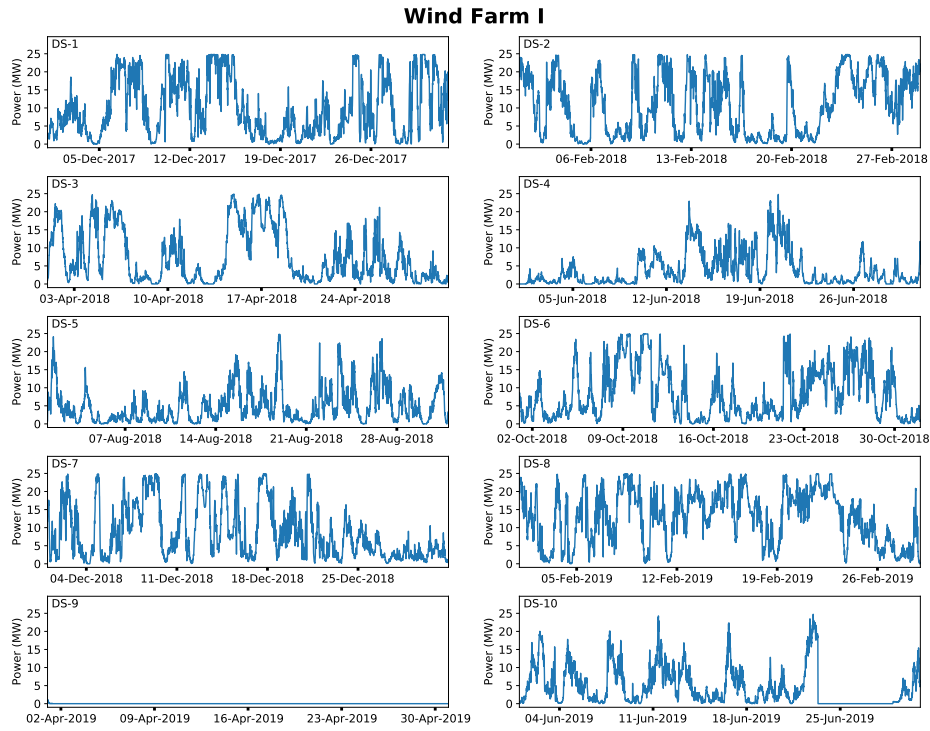 Wind Farm I
DS-1
Power (MW)
25
20
15
10
5
0
05-Dec-2017 12-Dec-2017 19-Dec-2017 26-Dec-2017
DS-2
Power (MW)
25
20
15
10
5
0
06-Feb-2018 13-Feb-2018 20-Feb-2018 27-Feb-2018
DS-3
Power (MW)
25
20
15
10
5
0
03-Apr-2018 10-Apr-2018 17-Apr-2018 24-Apr-2018
DS-4
Power (MW)
25
20
15
10
5
0
05-Jun-2018 12-Jun-2018 19-Jun-2018 26-Jun-2018
DS-5
Power (MW)
25
20
15
10
5
0
07-Aug-2018 14-Aug-2018 21-Aug-2018 28-Aug-2018
DS-6
Power (MW)
25
20
15
10
5
0
02-Oct-2018 09-Oct-2018 16-Oct-2018 23-Oct-2018 30-Oct-2018
DS-7
Power (MW)
25
20
15
10
5
0
04-Dec-2018 11-Dec-2018 18-Dec-2018 25-Dec-2018
DS-8
Power (MW)
25
20
15
10
5
0
05-Feb-2019 12-Feb-2019 19-Feb-2019 26-Feb-2019
DS-9
Power (MW)
25
20
15
10
5
0
02-Apr-2019 09-Apr-2019 16-Apr-2019 23-Apr-2019 30-Apr-2019
DS-10
Power (MW)
25
20
15
10
5
0
04-Jun-2019 11-Jun-2019 18-Jun-2019 25-Jun-2019